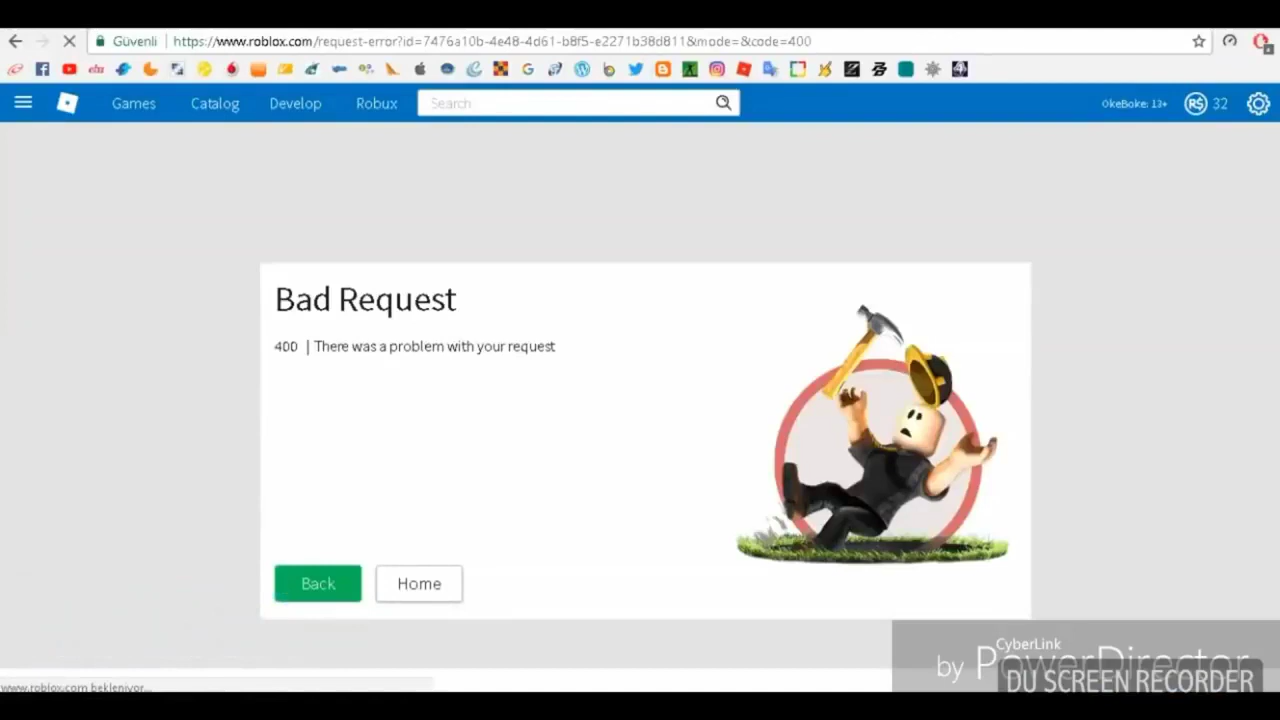 Güvenli
https://www.roblox.com/request-error?id=7476a10b-4e48-4d61-b8f5-e2271b38d811&mode=&code=400
Games Catalog Develop Robux Search OkeBoke: 13+ R$ 32
Bad Request
400 | There was a problem with your request
Back Home
CyberLink
by PowerDirector
DU SCREEN RECORDER
www.roblox.com bekleniyor...